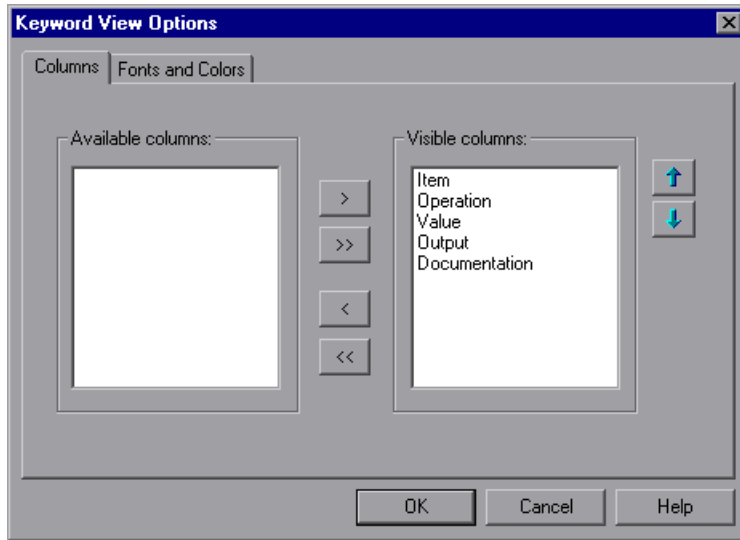 Keyword View Options
Columns
Fonts and Colors
Available columns:
Visible columns:
Item
Operation
Value
Output
Documentation
>
>>
<
<<
OK
Cancel
Help